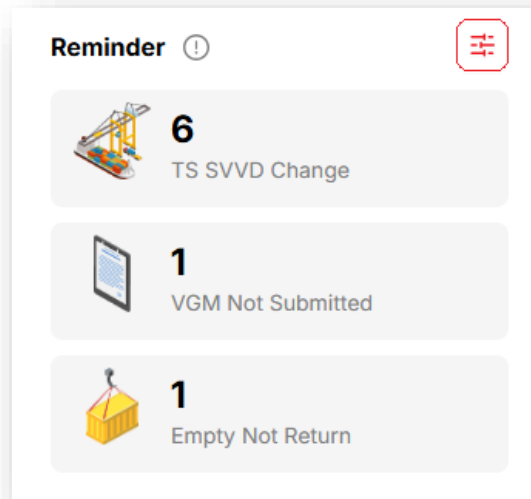 Reminder
6
TS SVVD Change
1
VGM Not Submitted
1
Empty Not Return